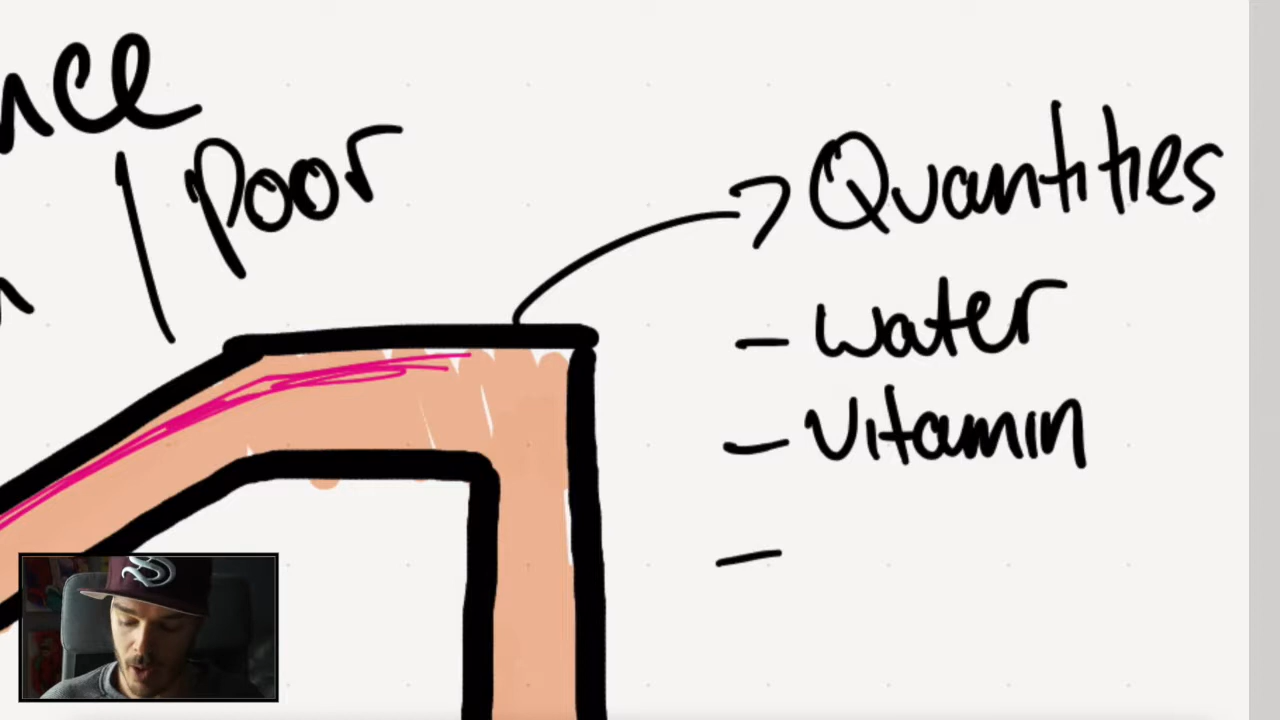 nce
Poor
Quantities
- water
- vitamin
-